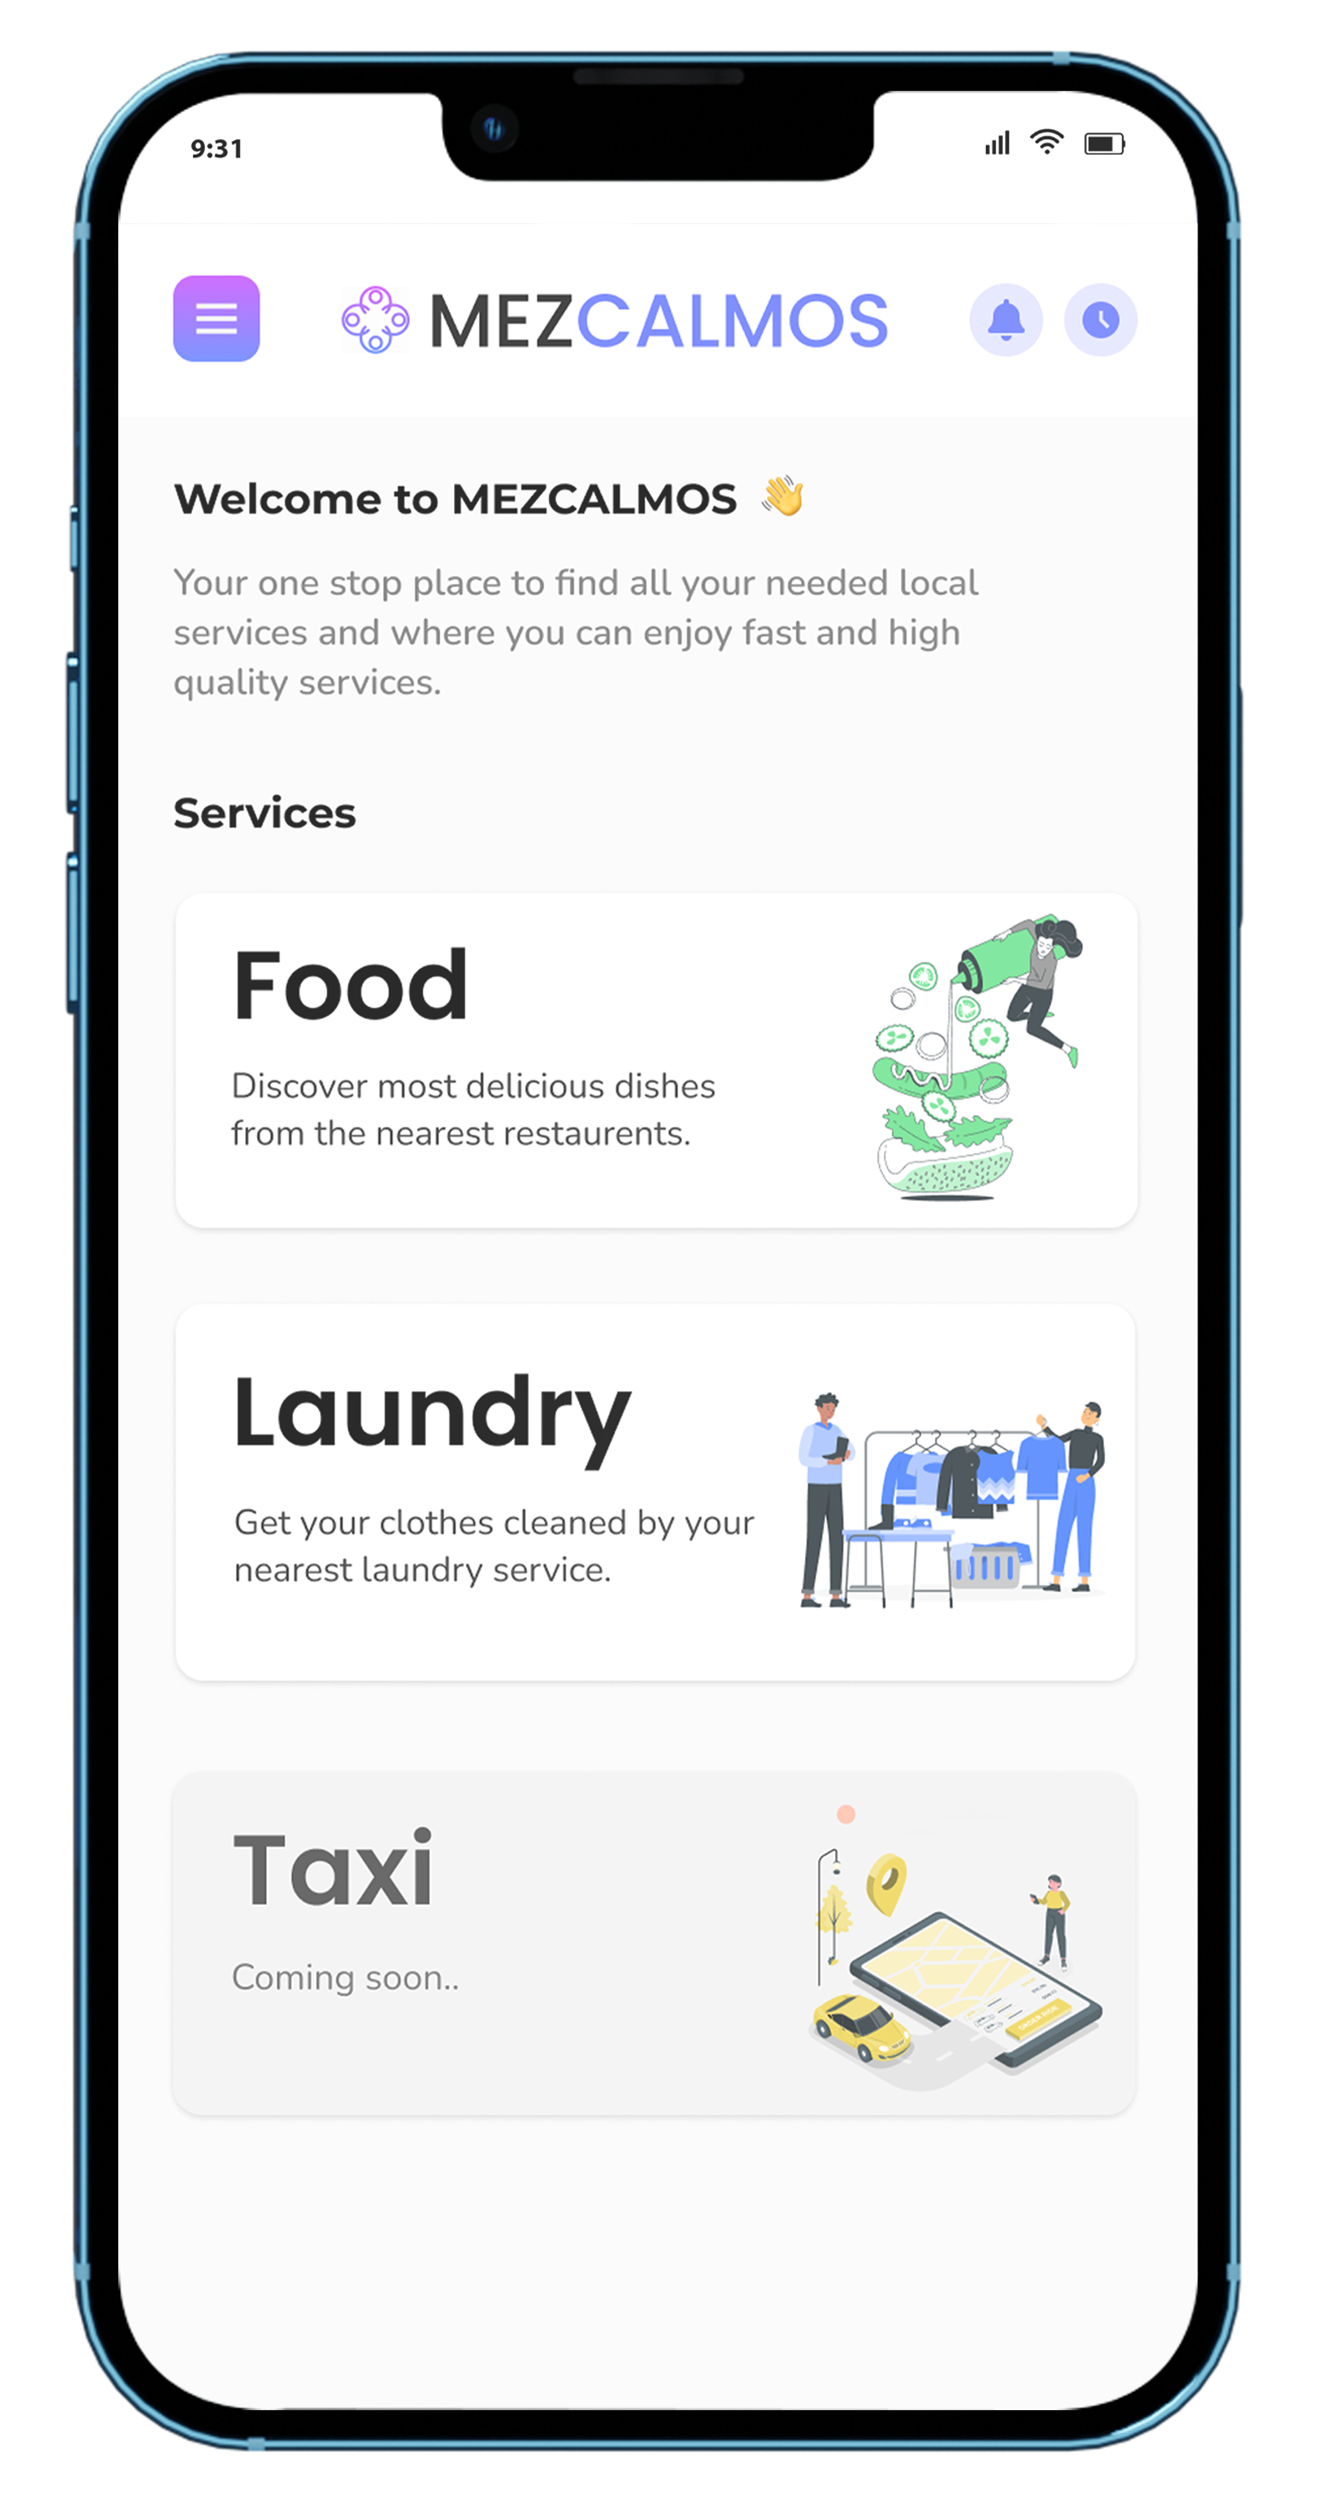 9:31
MEZCALMOS
Welcome to MEZCALMOS 👋
Your one stop place to find all your needed local
services and where you can enjoy fast and high
quality services.
Services
Food
Discover most delicious dishes
from the nearest restaurents.
Laundry
Get your clothes cleaned by your
nearest laundry service.
Taxi
Coming soon..
ORDER RIDE